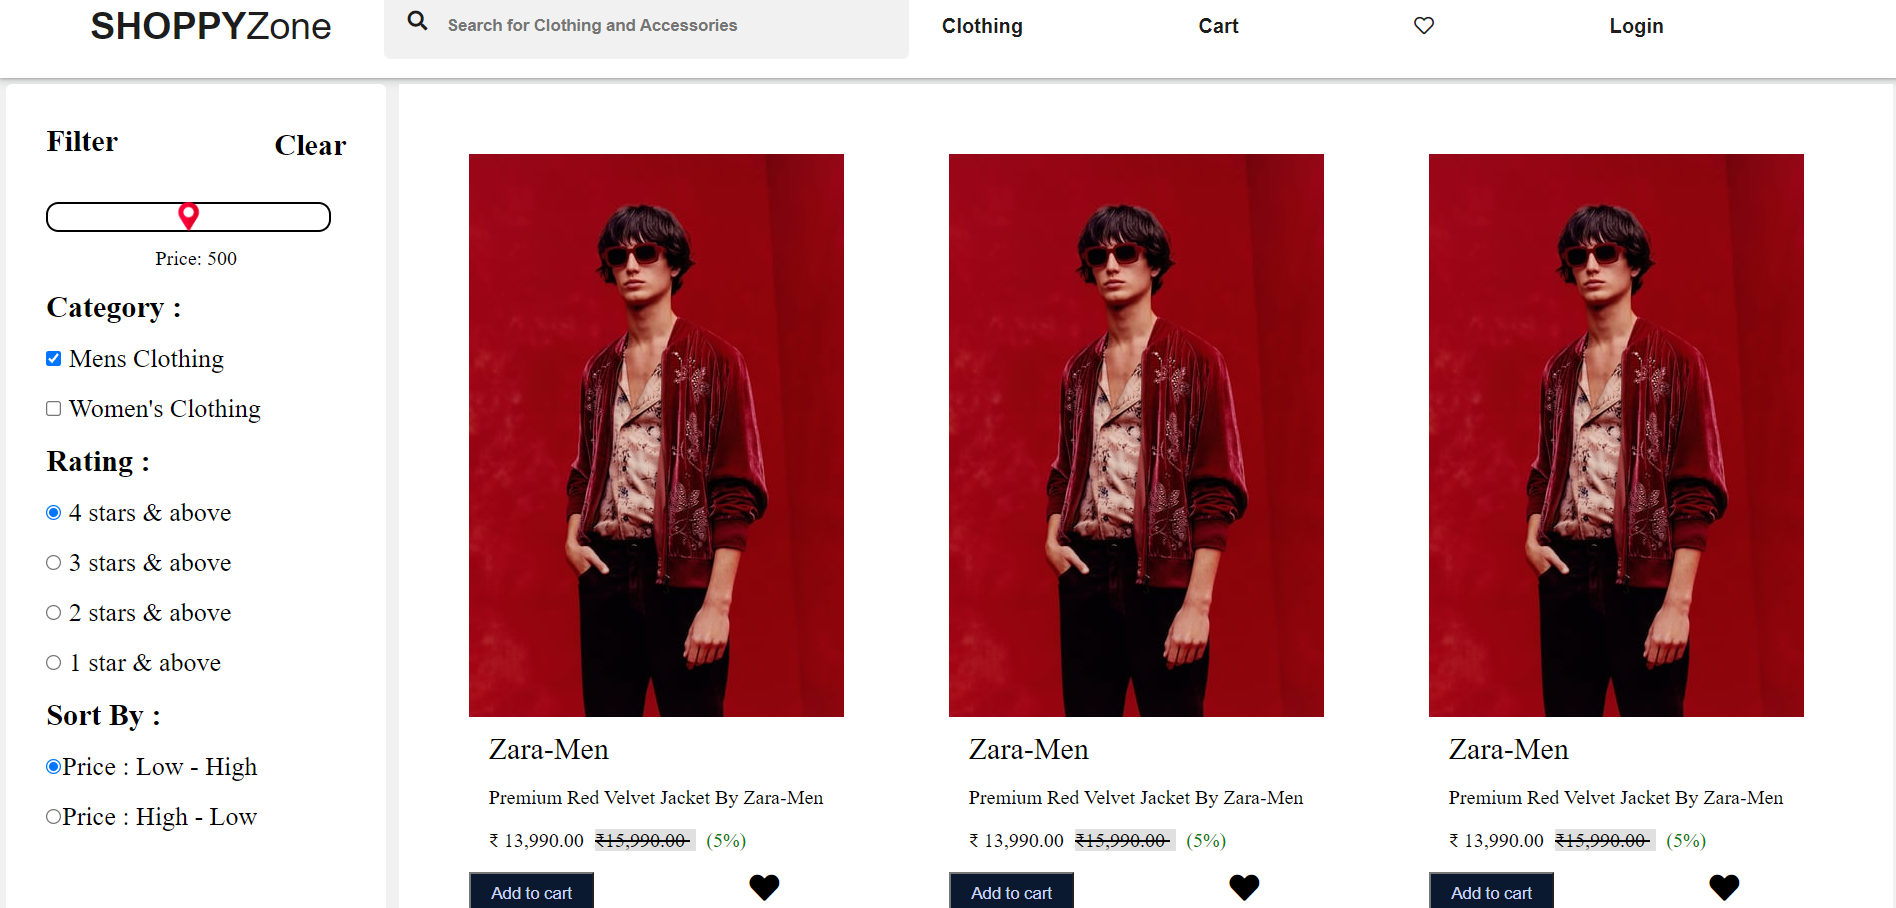 SHOPPYZone
Search for Clothing and Accessories
Clothing
Cart
Login
Filter
Clear
Price: 500
Category :
Mens Clothing
Women's Clothing
Rating :
4 stars & above
3 stars & above
2 stars & above
1 star & above
Sort By :
Price : Low - High
Price : High - Low
Zara-Men
Premium Red Velvet Jacket By Zara-Men
₹ 13,990.00 ₹15,990.00 (5%)
Add to cart
Zara-Men
Premium Red Velvet Jacket By Zara-Men
₹ 13,990.00 ₹15,990.00 (5%)
Add to cart
Zara-Men
Premium Red Velvet Jacket By Zara-Men
₹ 13,990.00 ₹15,990.00 (5%)
Add to cart